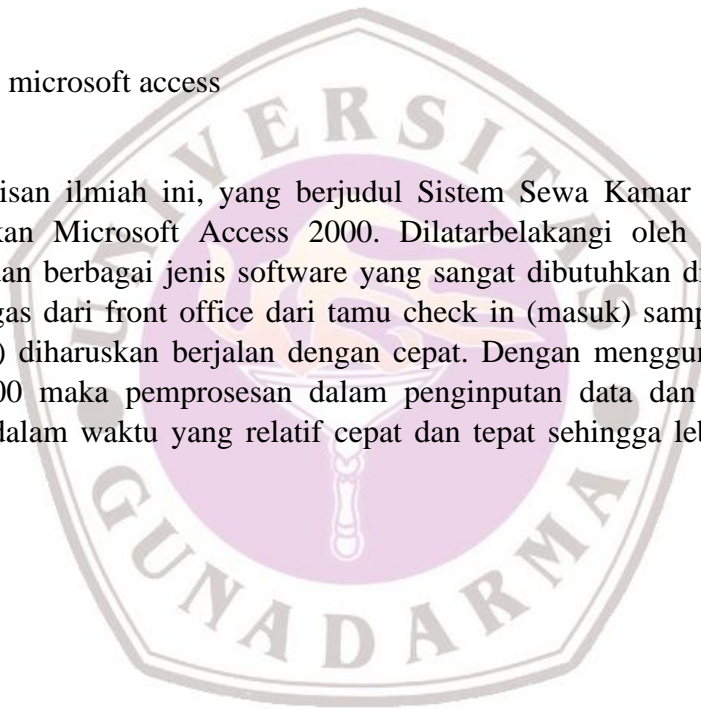 microsoft access
isan ilmiah ini, yang berjudul Sistem Sewa Kamar
kan Microsoft Access 2000. Dilatarbelakangi oleh
dan berbagai jenis software yang sangat dibutuhkan di
gas dari front office dari tamu check in (masuk) samp
) diharuskan berjalan dengan cepat. Dengan menggun
00 maka pemprosesan dalam penginputan data dan
dalam waktu yang relatif cepat dan tepat sehingga leb
UNIVERSITAS
GUNADARMA